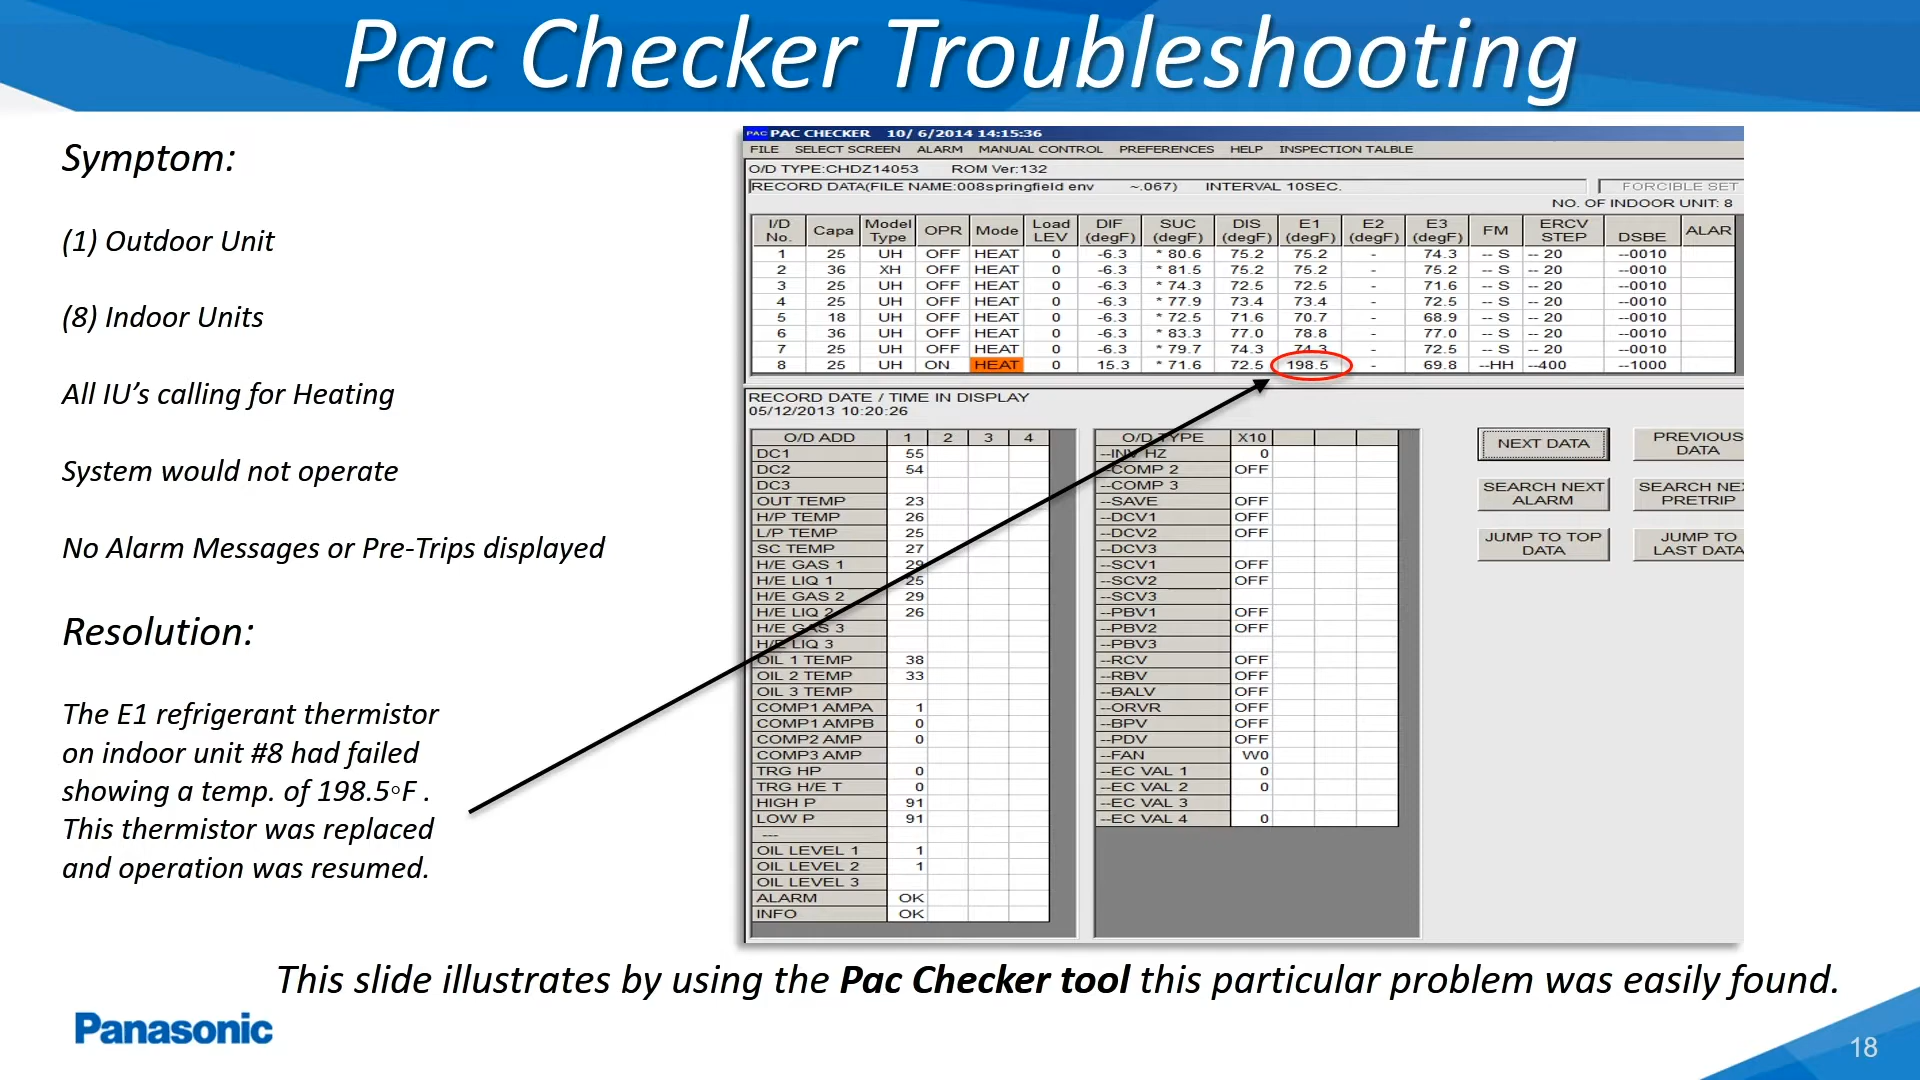 Pac Checker Troubleshooting
Symptom:
(1) Outdoor Unit
(8) Indoor Units
All IU's calling for Heating
System would not operate
No Alarm Messages or Pre-Trips displayed
Resolution:
The E1 refrigerant thermistor
on indoor unit #8 had failed
showing a temp. of 198.5°F .
This thermistor was replaced
and operation was resumed.
PAC PAC CHECKER 10/ 6/2014 14:15:36
FILE SELECT SCREEN ALARM MANUAL CONTROL PREFERENCES HELP INSPECTION TALBLE
O/D TYPE:CHDZ14053 ROM Ver:132
RECORD DATA(FILE NAME:008springfield env ~.067) INTERVAL 10SEC. FORCIBLE SET
NO. OF INDOOR UNIT: 8
I/D No. Capa Model Type OPR Mode Load LEV DIF (degF) SUC (degF) DIS (degF) E1 (degF) E2 (degF) E3 (degF) FM ERCV STEP DSBE ALAR
1 25 UH OFF HEAT 0 -6.3 * 80.6 75.2 75.2 - 74.3 -- S -- 20 --0010
2 36 XH OFF HEAT 0 -6.3 * 81.5 75.2 75.2 - 75.2 -- S -- 20 --0010
3 25 UH OFF HEAT 0 -6.3 * 74.3 72.5 72.5 - 71.6 -- S -- 20 --0010
4 25 UH OFF HEAT 0 -6.3 * 77.9 73.4 73.4 - 72.5 -- S -- 20 --0010
5 18 UH OFF HEAT 0 -6.3 * 72.5 71.6 70.7 - 68.9 -- S -- 20 --0010
6 36 UH OFF HEAT 0 -6.3 * 83.3 77.0 78.8 - 77.0 -- S -- 20 --0010
7 25 UH OFF HEAT 0 -6.3 * 79.7 74.3 74.3 - 72.5 -- S -- 20 --0010
8 25 UH ON HEAT 0 15.3 * 71.6 72.5 198.5 - 69.8 --HH --400 --1000
RECORD DATE / TIME IN DISPLAY
05/12/2013 10:20:26
O/D ADD 1 2 3 4
DC1 55
DC2 54
DC3
OUT TEMP 23
H/P TEMP 26
L/P TEMP 25
SC TEMP 27
H/E GAS 1 29
H/E LIQ 1 25
H/E GAS 2 29
H/E LIQ 2 26
H/E GAS 3
H/E LIQ 3
OIL 1 TEMP 38
OIL 2 TEMP 33
OIL 3 TEMP
COMP1 AMPA 1
COMP1 AMPB 0
COMP2 AMP 0
COMP3 AMP
TRG HP 0
TRG H/E T 0
HIGH P 91
LOW P 91
---
OIL LEVEL 1 1
OIL LEVEL 2 1
OIL LEVEL 3
ALARM OK
INFO OK
O/D TYPE X10
--INV HZ 0
--COMP 2 OFF
--COMP 3
--SAVE OFF
--DCV1 OFF
--DCV2 OFF
--DCV3
--SCV1 OFF
--SCV2 OFF
--SCV3
--PBV1 OFF
--PBV2 OFF
--PBV3
--RCV OFF
--RBV OFF
--BALV OFF
--ORVR OFF
--BPV OFF
--PDV OFF
--FAN W0
--EC VAL 1 0
--EC VAL 2 0
--EC VAL 3
--EC VAL 4 0
NEXT DATA
PREVIOUS
DATA
SEARCH NEXT
ALARM
SEARCH NEX
PRETRIP
JUMP TO TOP
DATA
JUMP TO
LAST DATA
This slide illustrates by using the Pac Checker tool this particular problem was easily found.
Panasonic
18